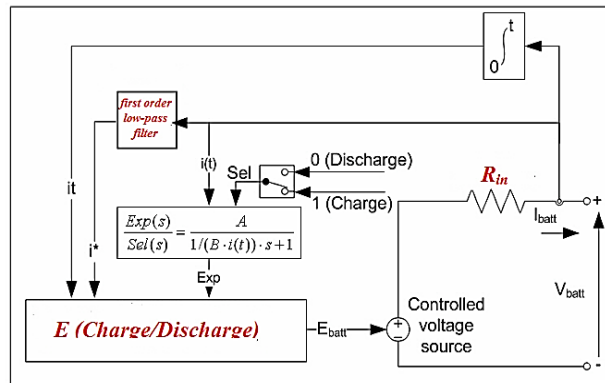 ∫ 0 t
first order
low-pass
filter
i(t)
Sel
0 (Discharge)
1 (Charge)
R_in
+
I_batt
it
i*
Exp(s)/Sel(s) = A/(1/(B·i(t))·s+1)
Exp
V_batt
E (Charge/Discharge)
E_batt
+
−
Controlled
voltage
source
-